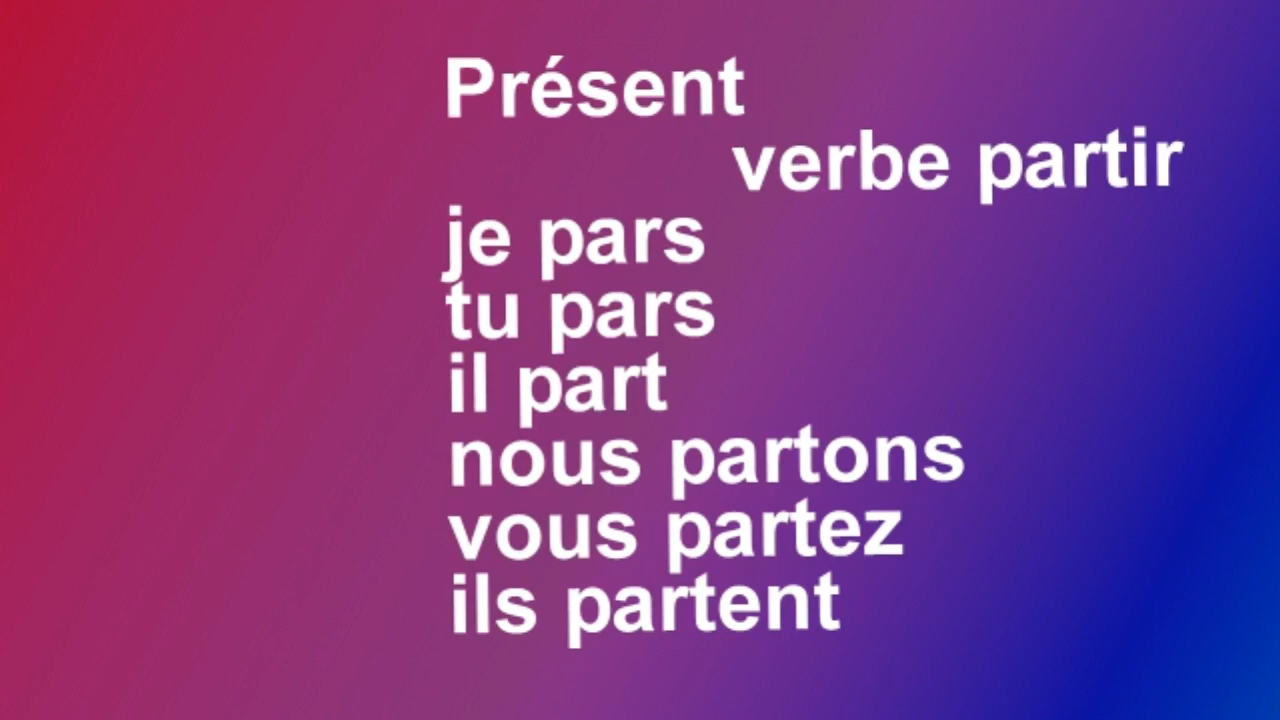 Présent
verbe partir
je pars
tu pars
il part
nous partons
vous partez
ils partent